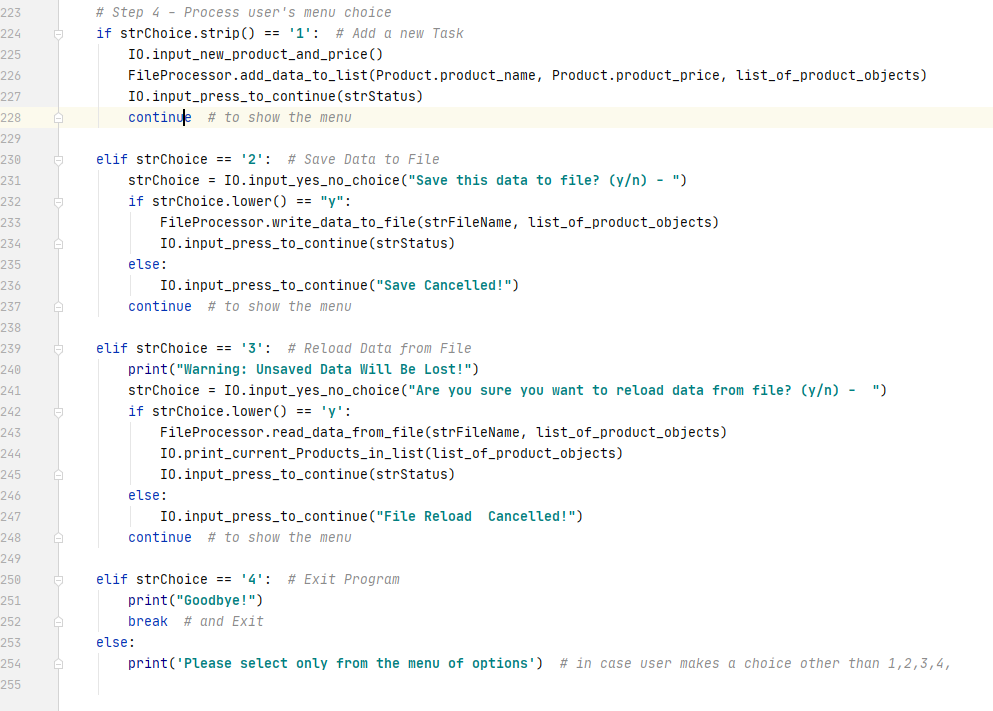 223 # Step 4 - Process user's menu choice
224 if strChoice.strip() == '1':  # Add a new Task
225     IO.input_new_product_and_price()
226     FileProcessor.add_data_to_list(Product.product_name, Product.product_price, list_of_product_objects)
227     IO.input_press_to_continue(strStatus)
228     continue  # to show the menu
229
230 elif strChoice == '2':  # Save Data to File
231     strChoice = IO.input_yes_no_choice("Save this data to file? (y/n) - ")
232     if strChoice.lower() == "y":
233         FileProcessor.write_data_to_file(strFileName, list_of_product_objects)
234         IO.input_press_to_continue(strStatus)
235     else:
236         IO.input_press_to_continue("Save Cancelled!")
237     continue  # to show the menu
238
239 elif strChoice == '3':  # Reload Data from File
240     print("Warning: Unsaved Data Will Be Lost!")
241     strChoice = IO.input_yes_no_choice("Are you sure you want to reload data from file? (y/n) -  ")
242     if strChoice.lower() == 'y':
243         FileProcessor.read_data_from_file(strFileName, list_of_product_objects)
244         IO.print_current_Products_in_list(list_of_product_objects)
245         IO.input_press_to_continue(strStatus)
246     else:
247         IO.input_press_to_continue("File Reload  Cancelled!")
248     continue  # to show the menu
249
250 elif strChoice == '4':  # Exit Program
251     print("Goodbye!")
252     break  # and Exit
253 else:
254     print('Please select only from the menu of options')  # in case user makes a choice other than 1,2,3,4,
255